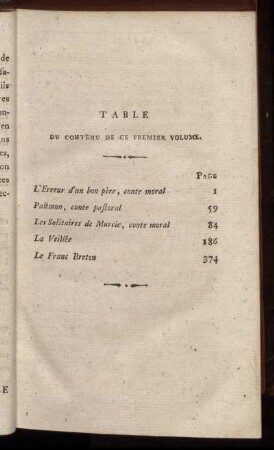 TABLE
DU CONTENU DE CE PREMIER VOLUME.
PAGE
L'Erreur d'un bon père, conte moral 1
Palémon, conte pastoral 59
Les Solitaires de Murcie, conte moral 84
La Veillée 186
Le Franc Breton 374